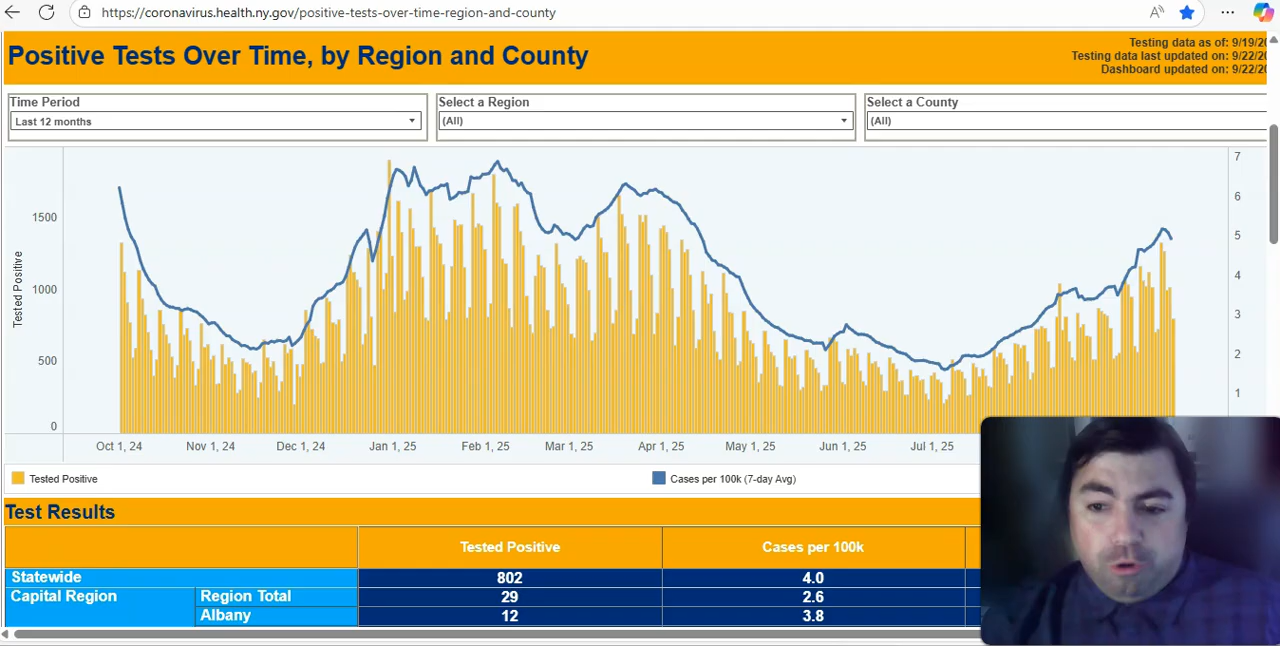 https://coronavirus.health.ny.gov/positive-tests-over-time-region-and-county
Positive Tests Over Time, by Region and County
Testing data as of: 9/19/20
Testing data last updated on: 9/22/20
Dashboard updated on: 9/22/20
Time Period
Select a Region
Select a County
Last 12 months
(All)
(All)
7
6
5
4
3
2
1
Tested Positive
1500
1000
500
0
Oct 1, 24
Nov 1, 24
Dec 1, 24
Jan 1, 25
Feb 1, 25
Mar 1, 25
Apr 1, 25
May 1, 25
Jun 1, 25
Jul 1, 25
Tested Positive
Cases per 100k (7-day Avg)
Test Results
Tested Positive
Cases per 100k
Statewide
802
4.0
Capital Region
Region Total
29
2.6
Albany
12
3.8